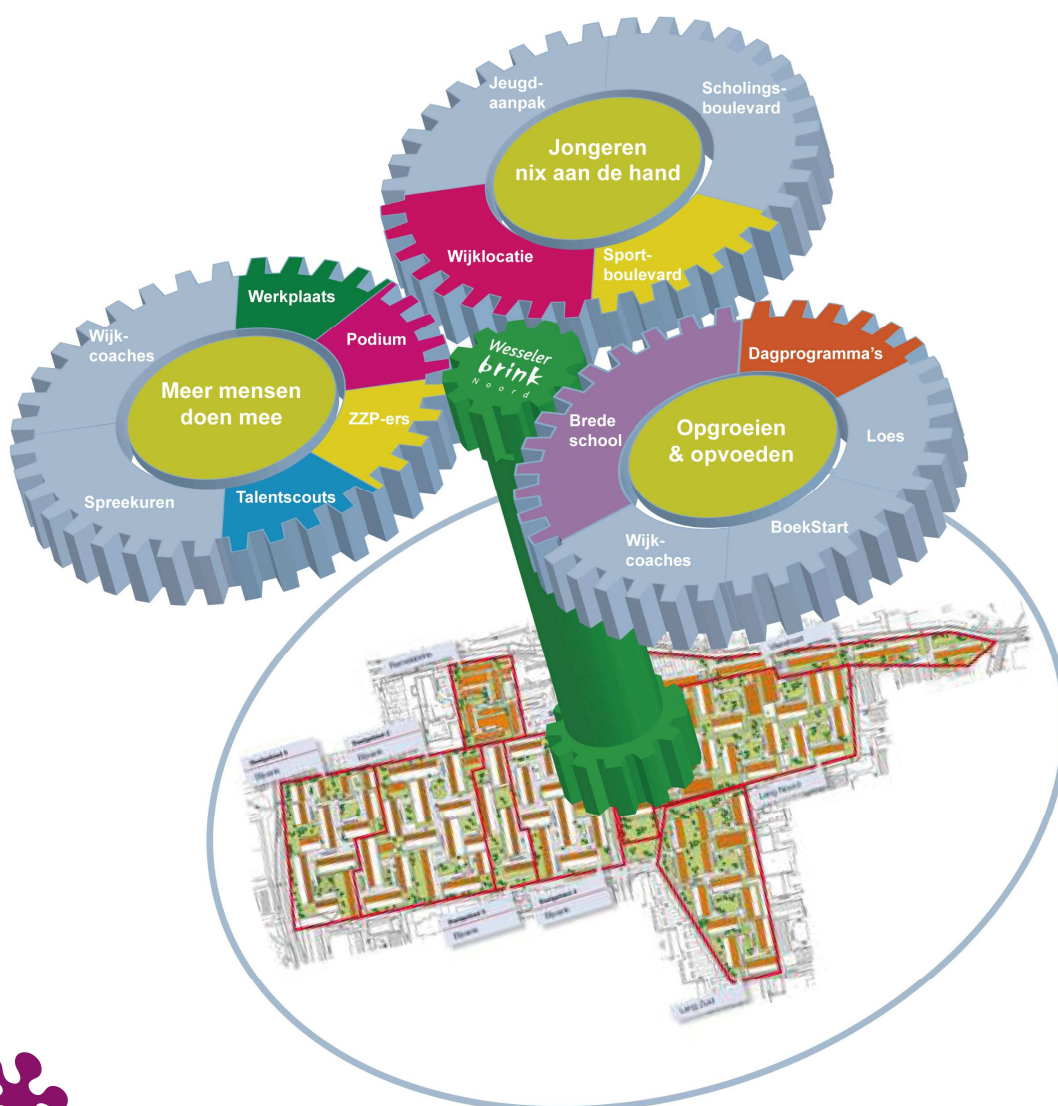 Jeugd-
aanpak
Scholings-
boulevard
Jongeren
nix aan de hand
Wijklocatie
Sport-
boulevard
Werkplaats
Podium
Wijk-
coaches
Meer mensen
doen mee
ZZP-ers
Spreekuren
Talentscouts
Wesseler
brink
Noord
Dagprogramma's
Brede
school
Opgroeien
& opvoeden
Loes
BoekStart
Wijk-
coaches